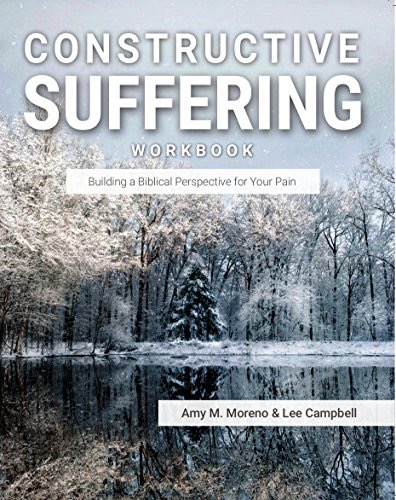 CONSTRUCTIVE
SUFFERING
WORKBOOK
Building a Biblical Perspective for Your Pain
Amy M. Moreno & Lee Campbell